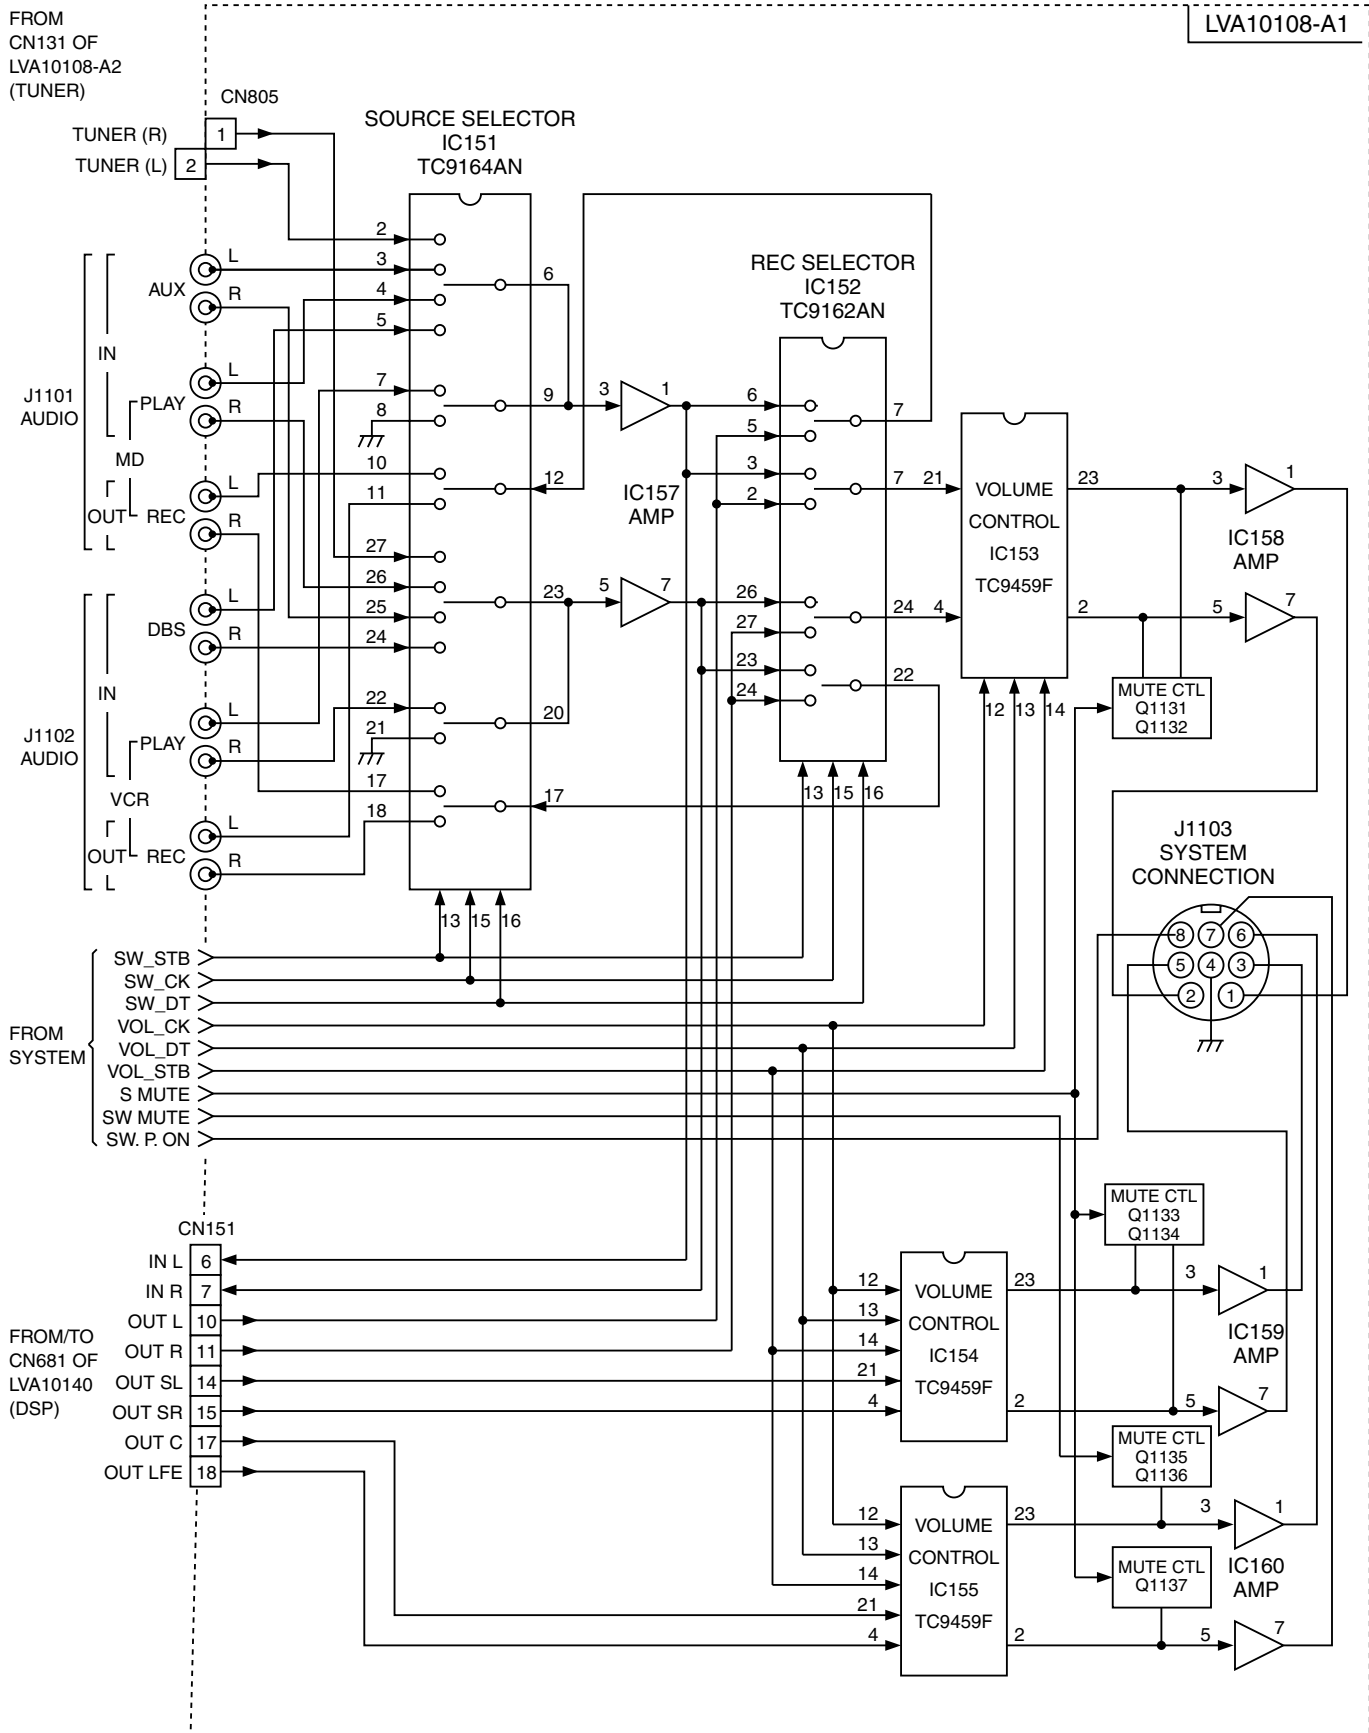 FROM
CN131 OF
LVA10108-A2
(TUNER)
LVA10108-A1
CN805
TUNER (R)
1
TUNER (L)
2
SOURCE SELECTOR
IC151
TC9164AN
2
3
4
5
6
7
8
9
10
11
12
27
26
25
24
23
22
21
20
17
18
17
13
15
16
J1101
AUDIO
IN
AUX
L
R
PLAY
L
R
MD
OUT
REC
L
R
J1102
AUDIO
IN
DBS
L
R
PLAY
L
R
VCR
OUT
REC
L
R
3
1
IC157
AMP
5
7
REC SELECTOR
IC152
TC9162AN
6
5
3
2
7
7
26
27
23
24
24
22
13
15
16
21
4
VOLUME
CONTROL
IC153
TC9459F
23
2
12
13
14
3
1
IC158
AMP
5
7
MUTE CTL
Q1131
Q1132
J1103
SYSTEM
CONNECTION
8
7
6
5
4
3
2
1
FROM
SYSTEM
SW_STB
SW_CK
SW_DT
VOL_CK
VOL_DT
VOL_STB
S MUTE
SW MUTE
SW. P. ON
CN151
FROM/TO
CN681 OF
LVA10140
(DSP)
IN L
6
IN R
7
OUT L
10
OUT R
11
OUT SL
14
OUT SR
15
OUT C
17
OUT LFE
18
MUTE CTL
Q1133
Q1134
12
13
14
21
4
VOLUME
CONTROL
IC154
TC9459F
23
2
3
1
IC159
AMP
5
7
MUTE CTL
Q1135
Q1136
12
13
14
21
4
VOLUME
CONTROL
IC155
TC9459F
23
2
3
1
IC160
AMP
MUTE CTL
Q1137
5
7